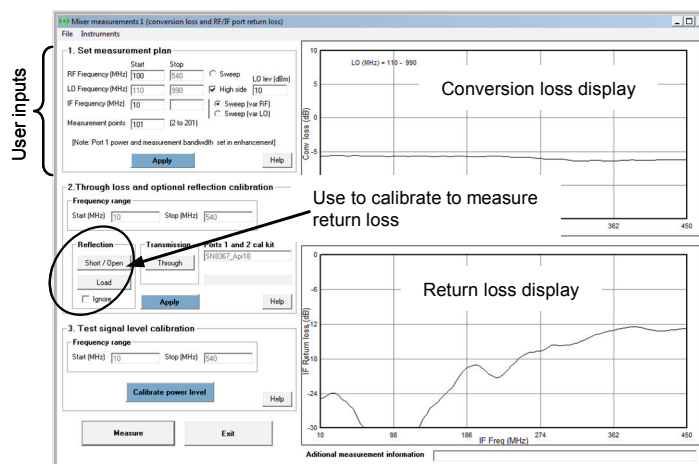 Mixer measurements 1 (conversion loss and RF/IF port return loss)
File Instruments
User inputs
1. Set measurement plan
Start Stop
RF Frequency (MHz) 100 540 Sweep LO lev (dBm)
LO Frequency (MHz) 110 990 High side 10
IF Frequency (MHz) 10 Sweep (var RF)
Sweep (var LO)
Measurement points 101 (2 to 201)
[Note: Port 1 power and measurement bandwidth set in enhancement]
Apply Help
2.Through loss and optional reflection calibration
Frequency range
Start (MHz) 10 Stop (MHz) 540
Reflection Transmission Ports 1 and 2 cal kit
Short / Open Through SN8367_Apr18
Load
Ignore Apply Help
3. Test signal level calibration
Frequency range
Start (MHz) 10 Stop (MHz) 540
Calibrate power level Help
Measure Exit
10
LO (MHz) = 110 - 990
Conversion loss display
Conv loss (dB)
-5
Use to calibrate to measure
return loss
362 450
0
-6
Return loss display
IF Return loss (dB)
-12
-18
-24
-30
10 98 186 274 362 450
IF Freq (MHz)
Aditional measurement information